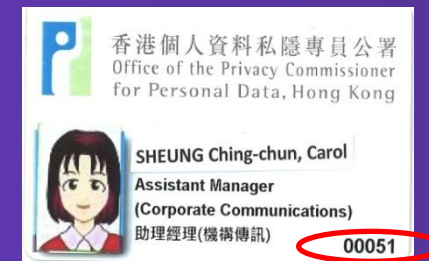 香港個人資料私隱專員公署
Office of the Privacy Commissioner
for Personal Data, Hong Kong
SHEUNG Ching-chun, Carol
Assistant Manager
(Corporate Communications)
助理經理(機構傳訊)
00051